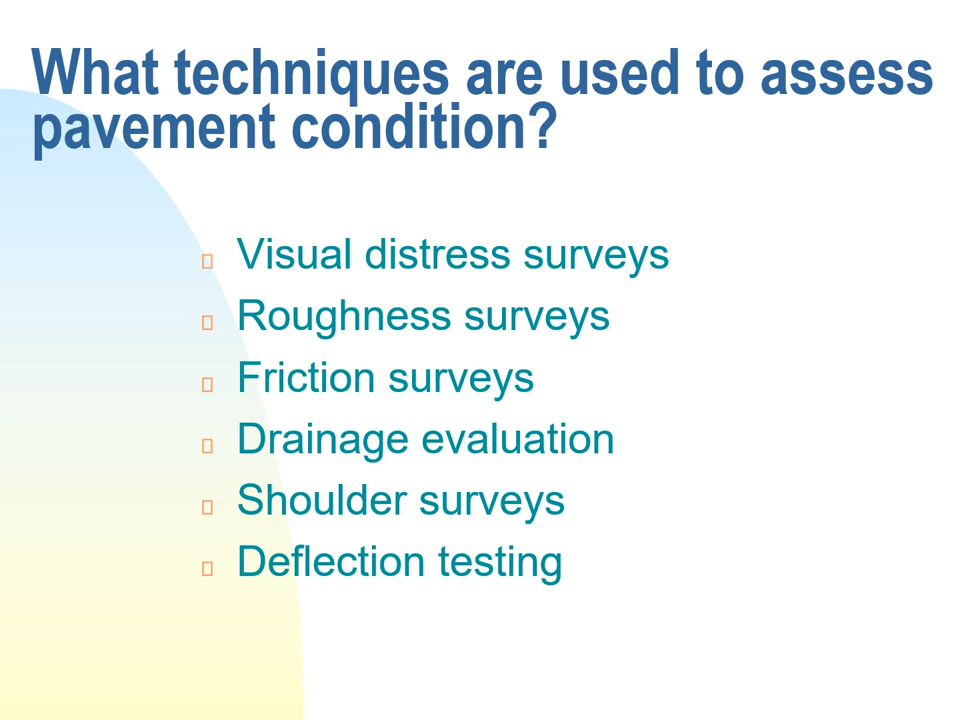 What techniques are used to assess
pavement condition?
Visual distress surveys
Roughness surveys
Friction surveys
Drainage evaluation
Shoulder surveys
Deflection testing